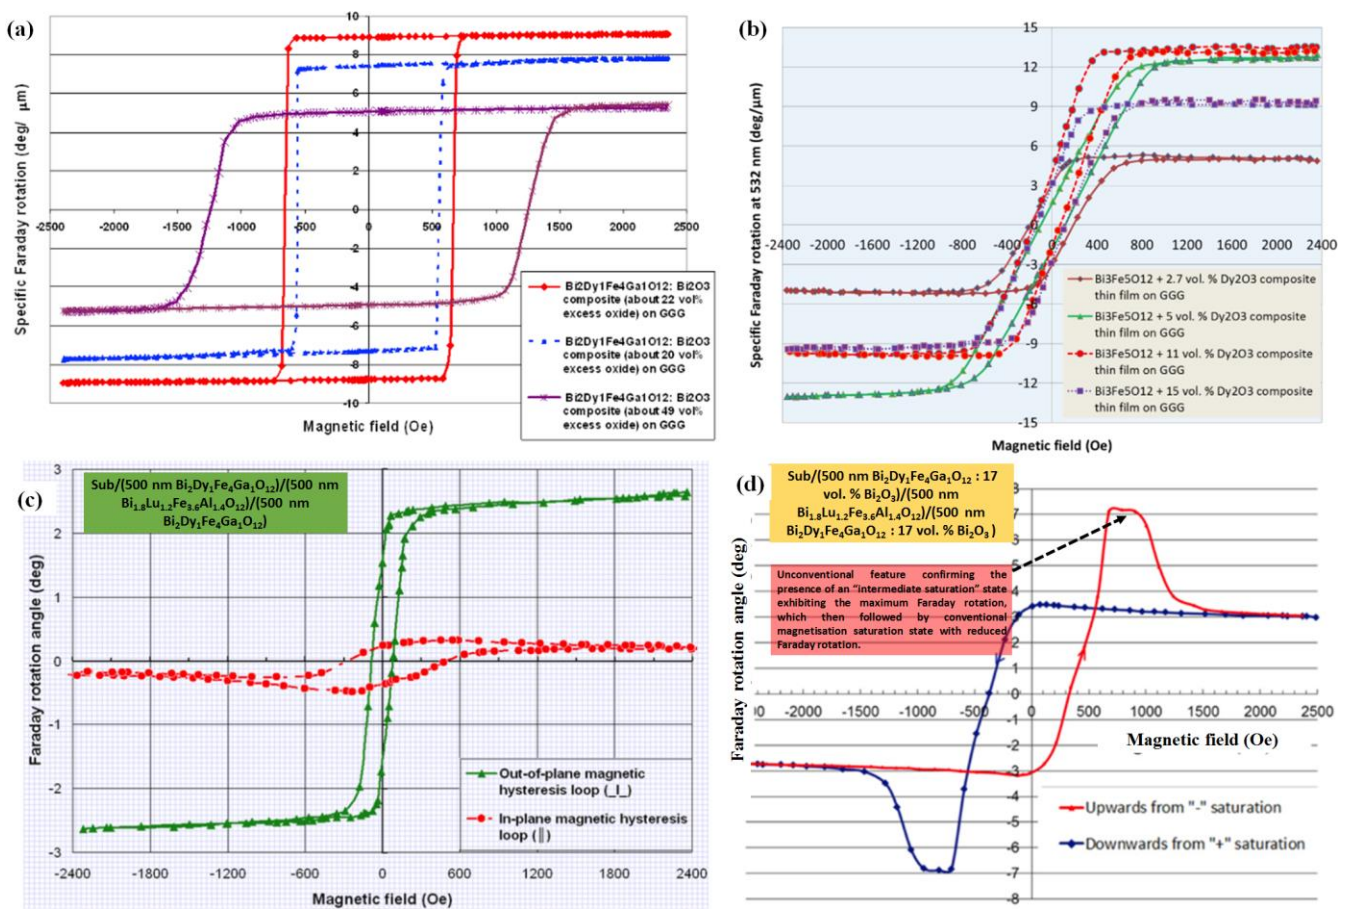 (a)
10
8
6
4
2
0
-4
-6
-8
-10
-2500
-2000
-1500
-1000
-500
0
500
1000
1500
2000
2500
Specific Faraday rotation (deg/ μm)
Magnetic field (Oe)
Bi2Dy1Fe4Ga1O12: Bi2O3
composite (about 22 vol%
excess oxide) on GGG
Bi2Dy1Fe4Ga1O12: Bi2O3
composite (about 20 vol%
excess oxide) on GGG
Bi2Dy1Fe4Ga1O12: Bi2O3
composite (about 49 vol%
excess oxide) on GGG
(b)
15
12
9
6
3
0
-3
-6
-9
-12
-15
-2400
-2000
-1600
-1200
-800
-400
0
400
800
1200
1600
2000
2400
Specific Faraday rotation at 532 nm (deg/μm)
Magnetic field (Oe)
Bi3Fe5O12 + 2.7 vol. % Dy2O3 composite
thin film on GGG
Bi3Fe5O12 + 5 vol. % Dy2O3 composite
thin film on GGG
Bi3Fe5O12 + 11 vol. % Dy2O3 composite
thin film on GGG
Bi3Fe5O12 + 15 vol. % Dy2O3 composite
thin film on GGG
(c)
Sub/(500 nm Bi₂Dy₁Fe₄Ga₁O₁₂)/(500 nm
Bi₁.₈Lu₁.₂Fe₃.₆Al₁.₄O₁₂)/(500 nm
Bi₂Dy₁Fe₄Ga₁O₁₂)
3
2
1
0
-1
-2
-3
-2400
-1800
-1200
-600
0
600
1200
1800
2400
Faraday rotation angle (deg)
Magnetic field (Oe)
Out-of-plane magnetic
hysteresis loop (_I_)
In-plane magnetic hysteresis
loop (||)
(d)
Sub/(500 nm Bi₂Dy₁Fe₄Ga₁O₁₂ : 17
vol. % Bi₂O₃)/(500 nm
Bi₁.₈Lu₁.₂Fe₃.₆Al₁.₄O₁₂)/(500 nm
Bi₂Dy₁Fe₄Ga₁O₁₂ : 17 vol. % Bi₂O₃ )
Unconventional feature confirming the
presence of an "intermediate saturation" state
exhibiting the maximum Faraday rotation,
which then followed by conventional
magnetisation saturation state with reduced
Faraday rotation.
0
-1
-2
-3
-4
-5
-6
-7
-8
-2000
-1500
-1000
-500
0
500
1000
1500
2000
2500
Faraday rotation angle (deg)
Magnetic field (Oe)
Upwards from "-" saturation
Downwards from "+" saturation